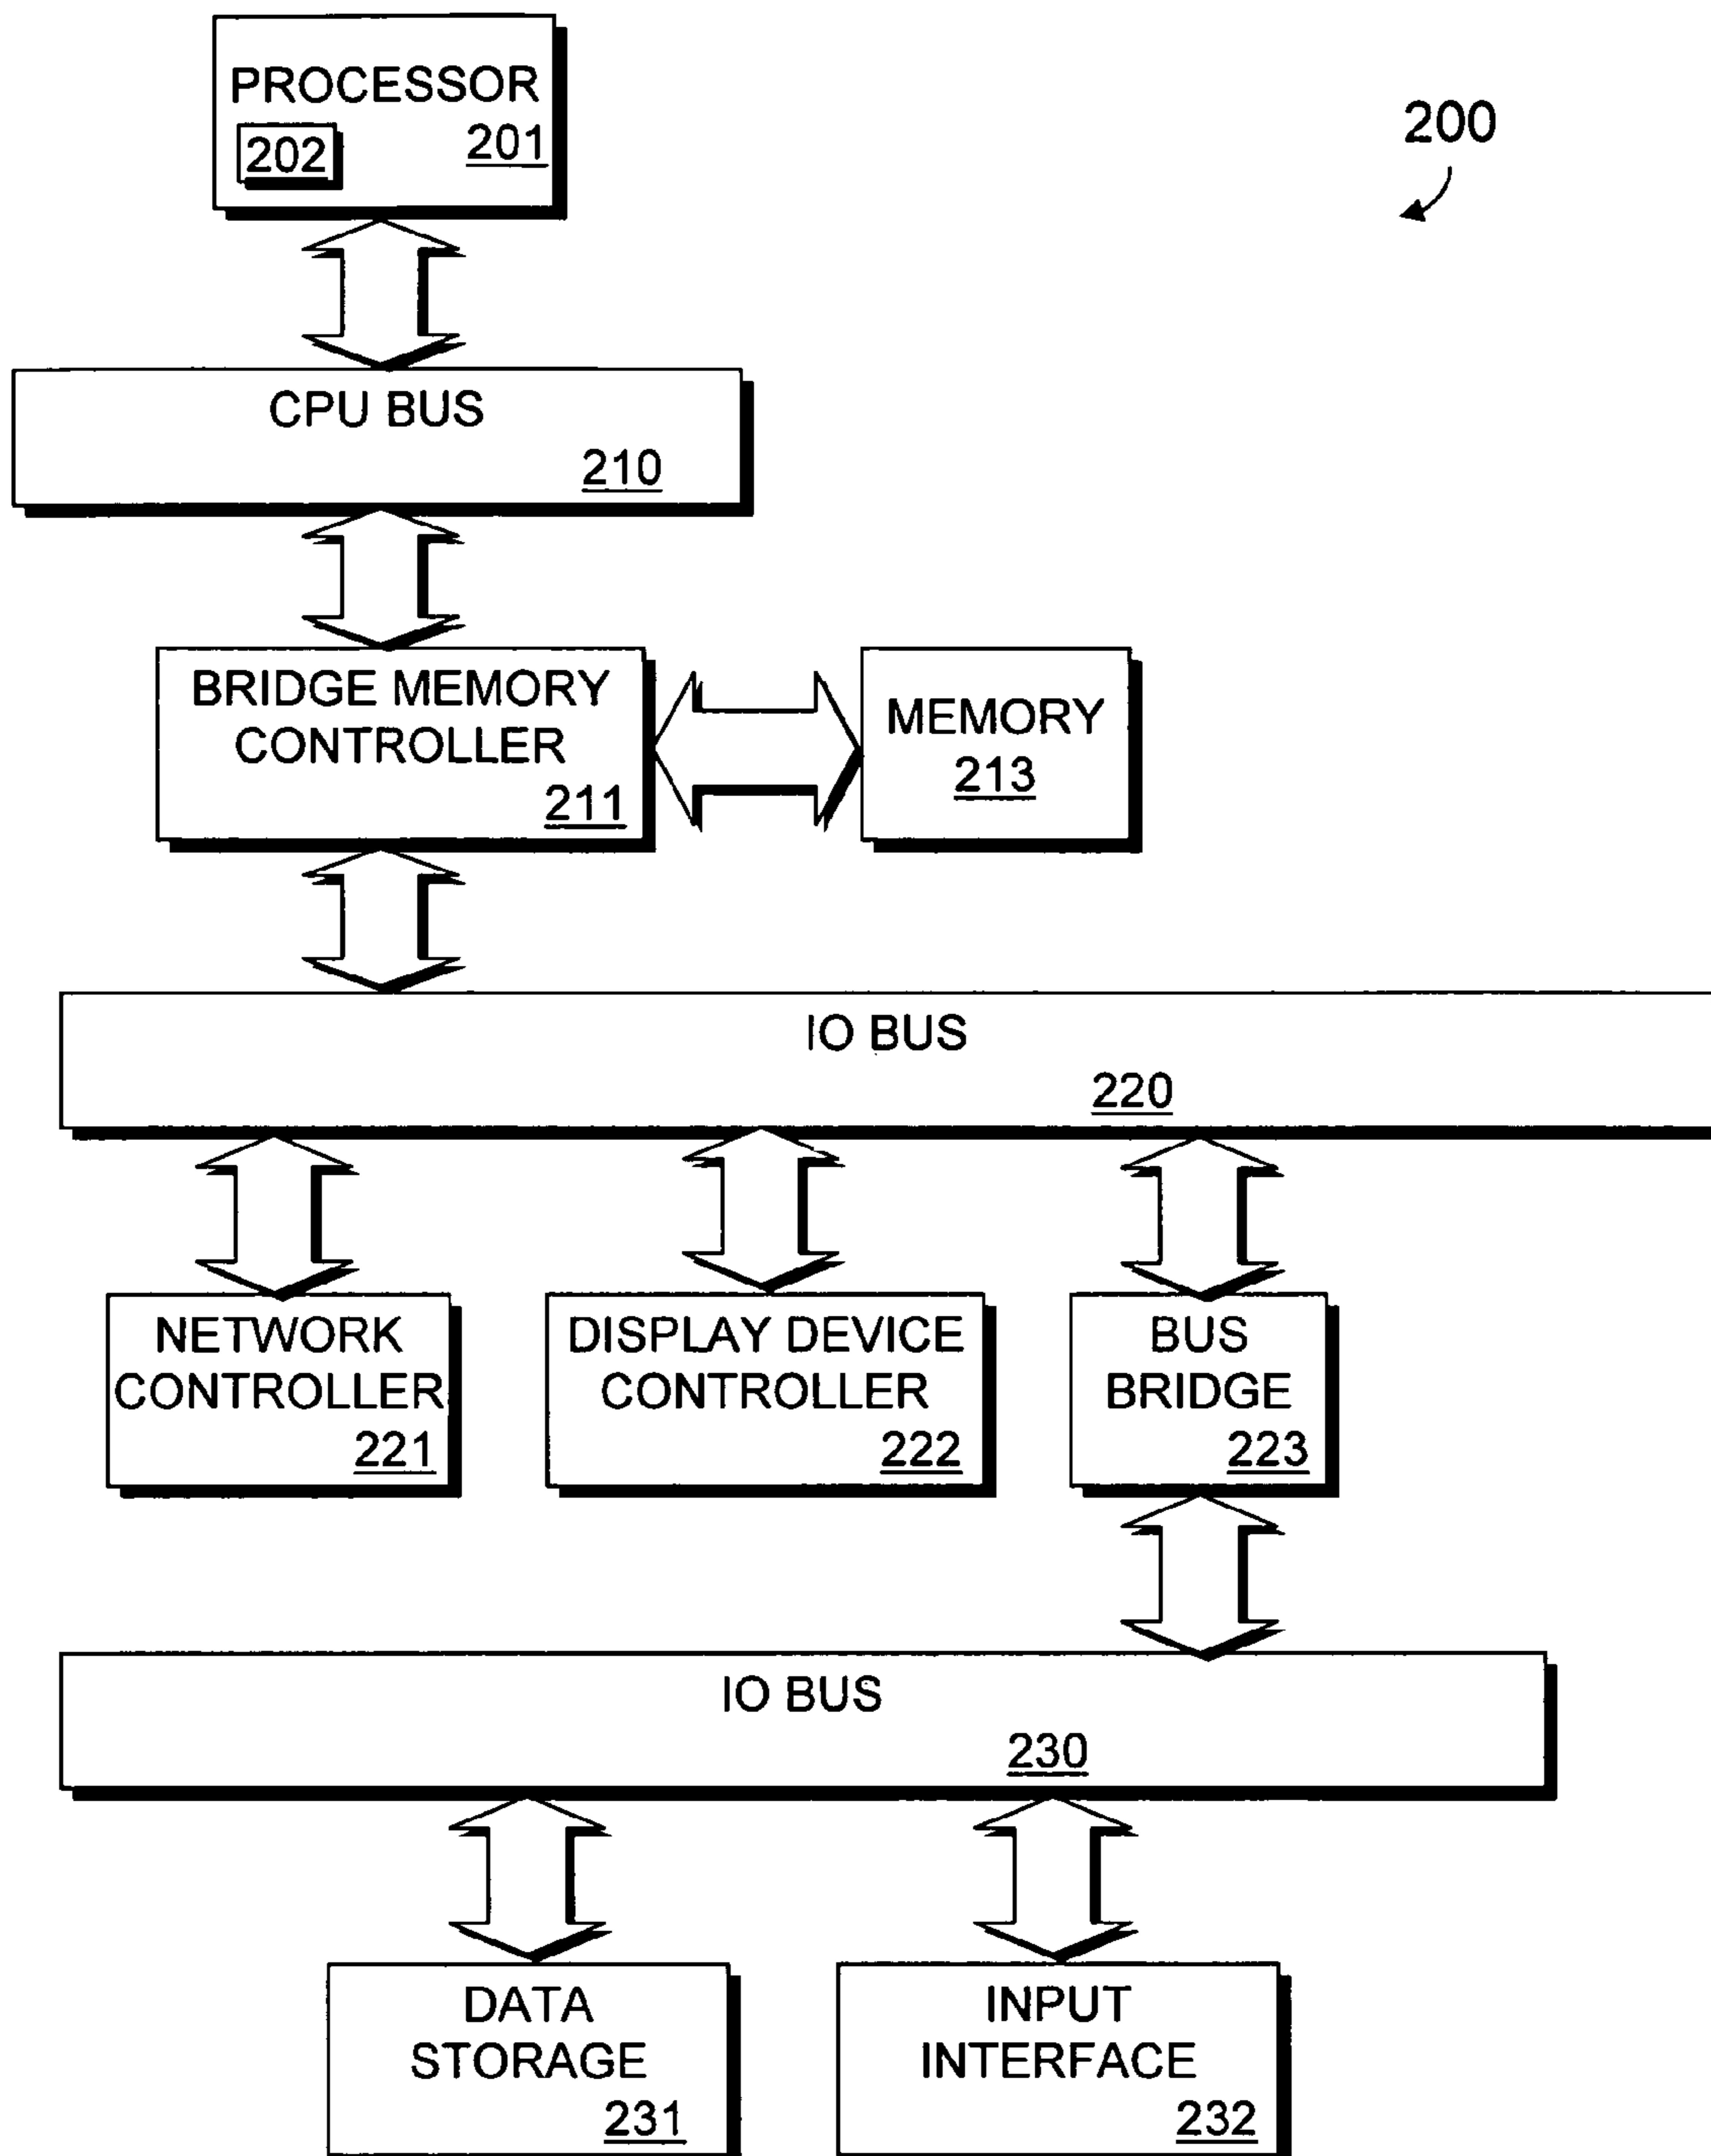 PROCESSOR
202 201
200
CPU BUS
210
BRIDGE MEMORY
CONTROLLER
211
MEMORY
213
IO BUS
220
NETWORK
CONTROLLER
221
DISPLAY DEVICE
CONTROLLER
222
BUS
BRIDGE
223
IO BUS
230
DATA
STORAGE
231
INPUT
INTERFACE
232